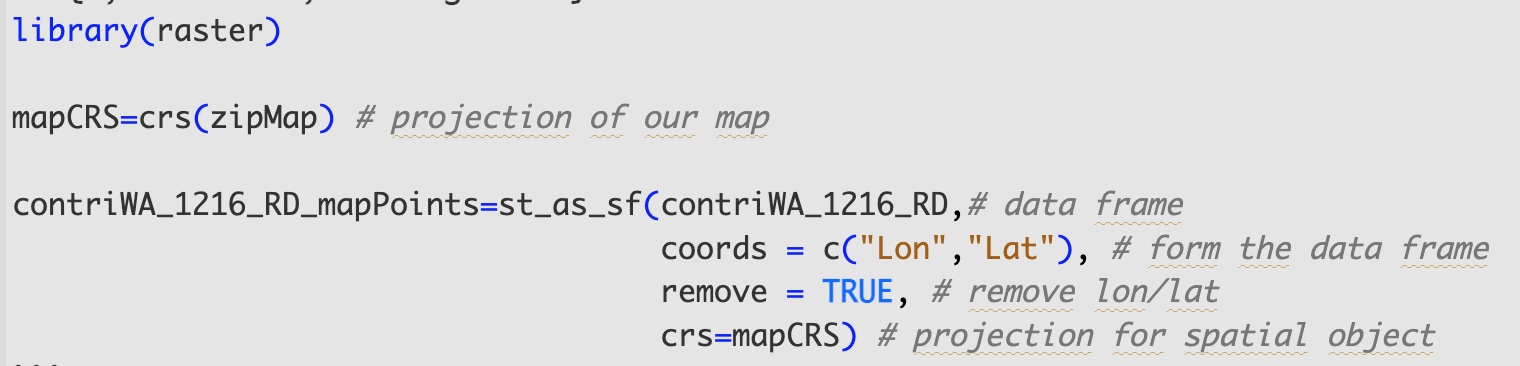 library(raster)
mapCRS=crs(zipMap) # projection of our map
contriWA_1216_RD_mapPoints=st_as_sf(contriWA_1216_RD,# data frame
coords = c("Lon","Lat"), # form the data frame
remove = TRUE, # remove lon/lat
crs=mapCRS) # projection for spatial object